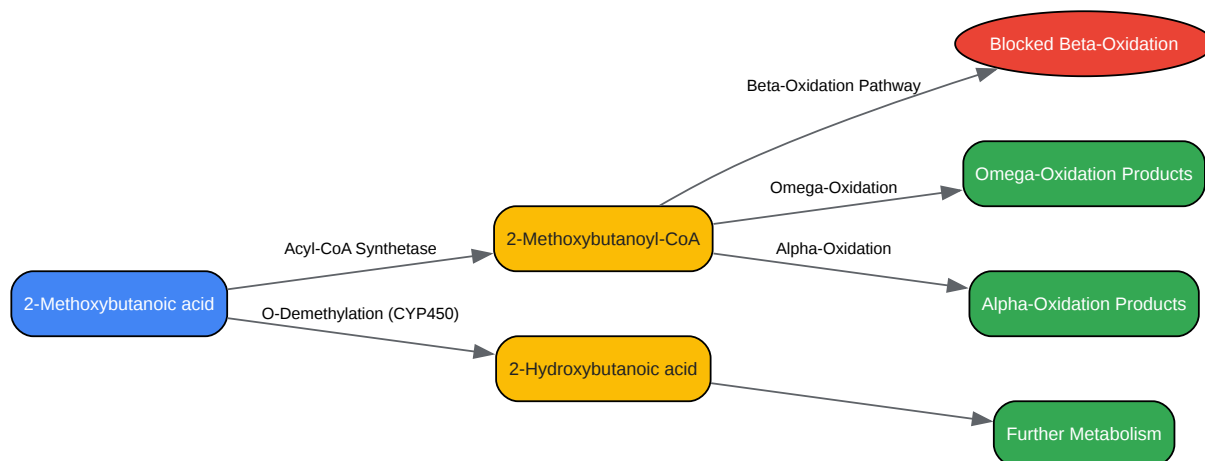 Blocked Beta-Oxidation
Beta-Oxidation Pathway
Omega-Oxidation Products
Omega-Oxidation
2-Methoxybutanoyl-CoA
Acyl-CoA Synthetase
Alpha-Oxidation
2-Methoxybutanoic acid
Alpha-Oxidation Products
O-Demethylation (CYP450)
2-Hydroxybutanoic acid
Further Metabolism